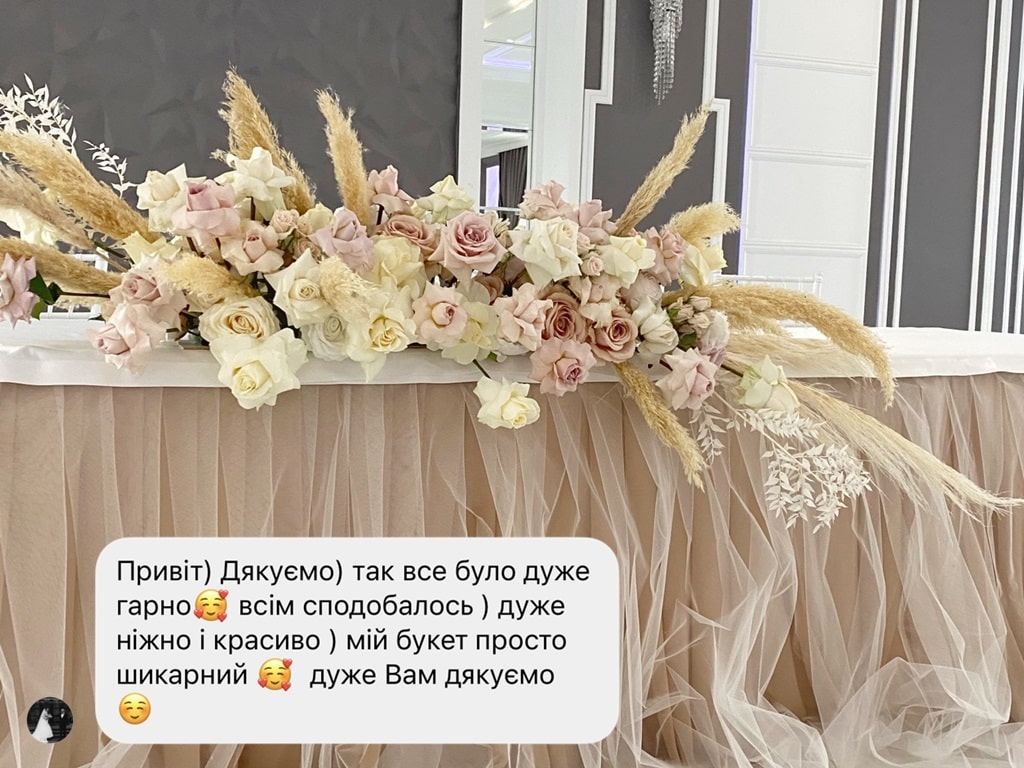 Привіт) Дякуємо) так все було дуже
гарно🥰 всім сподобалось ) дуже
ніжно і красиво ) мій букет просто
шикарний 🥰 дуже Вам дякуємо
☺️